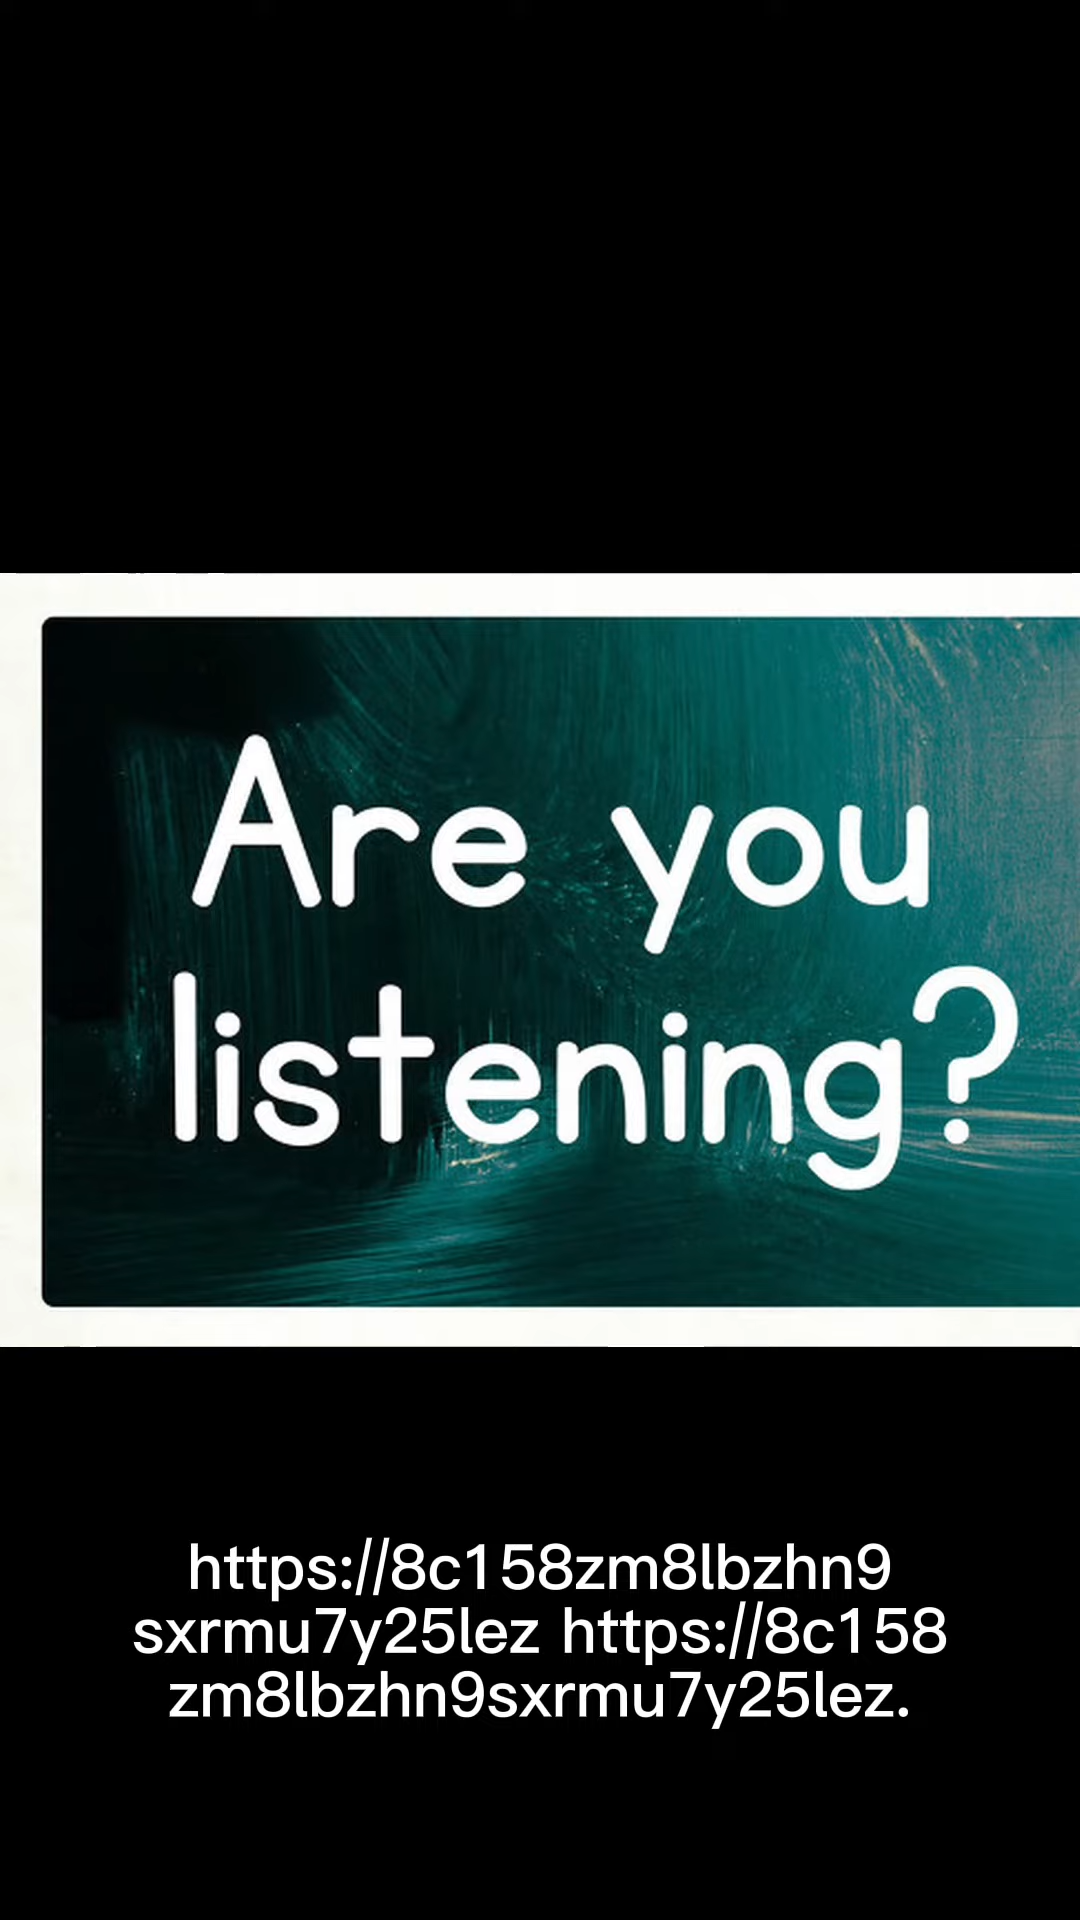 Are you
listening?
https://8c158zm8lbzhn9
sxrmu7y25lez https://8c158
zm8lbzhn9sxrmu7y25lez.